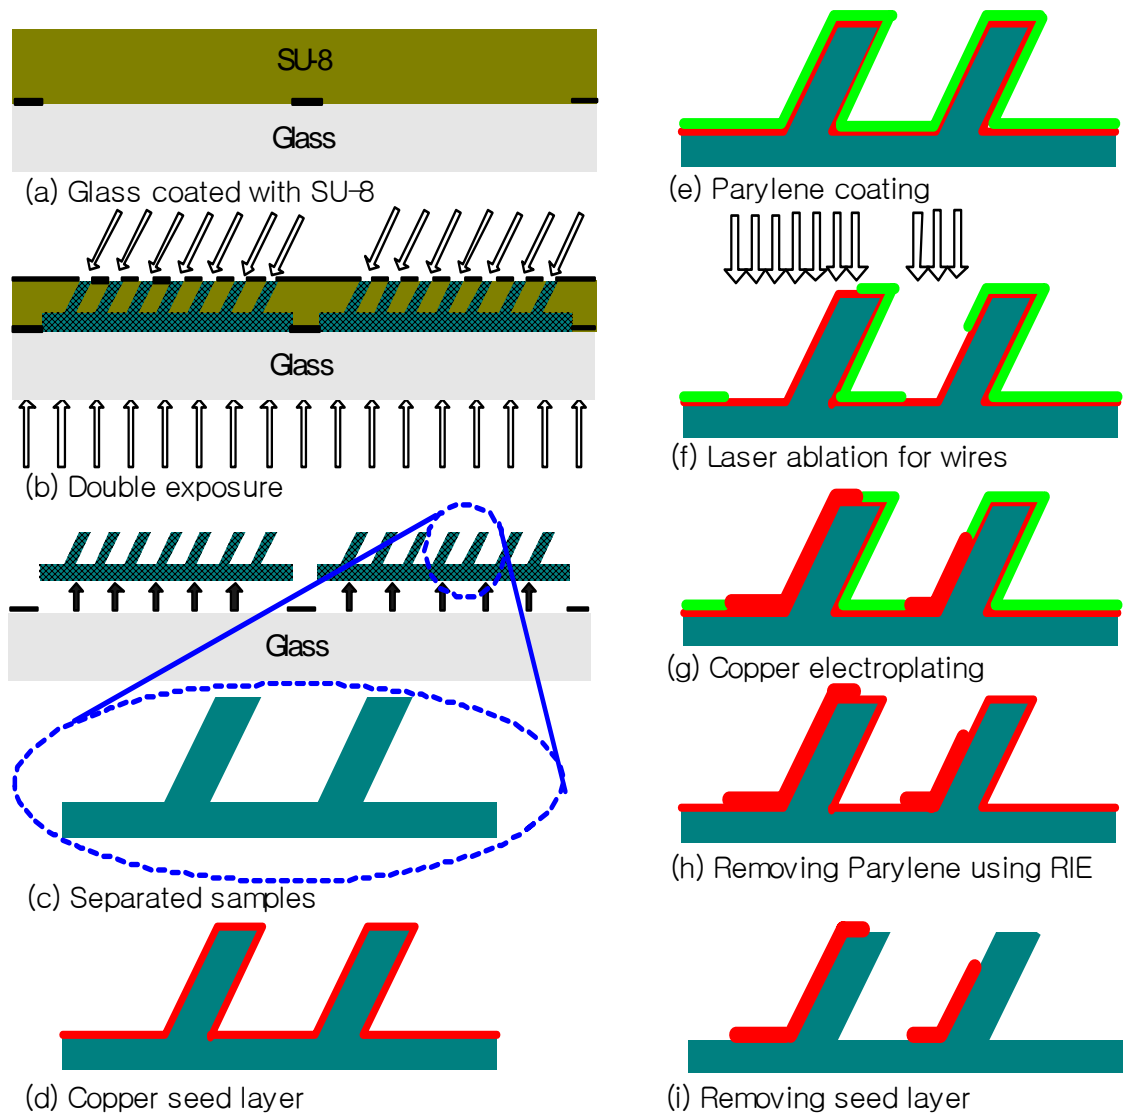 SU-8
Glass
(a) Glass coated with SU-8
Glass
(b) Double exposure
Glass
(c) Separated samples
(d) Copper seed layer
(e) Parylene coating
(f) Laser ablation for wires
(g) Copper electroplating
(h) Removing Parylene using RIE
(i) Removing seed layer